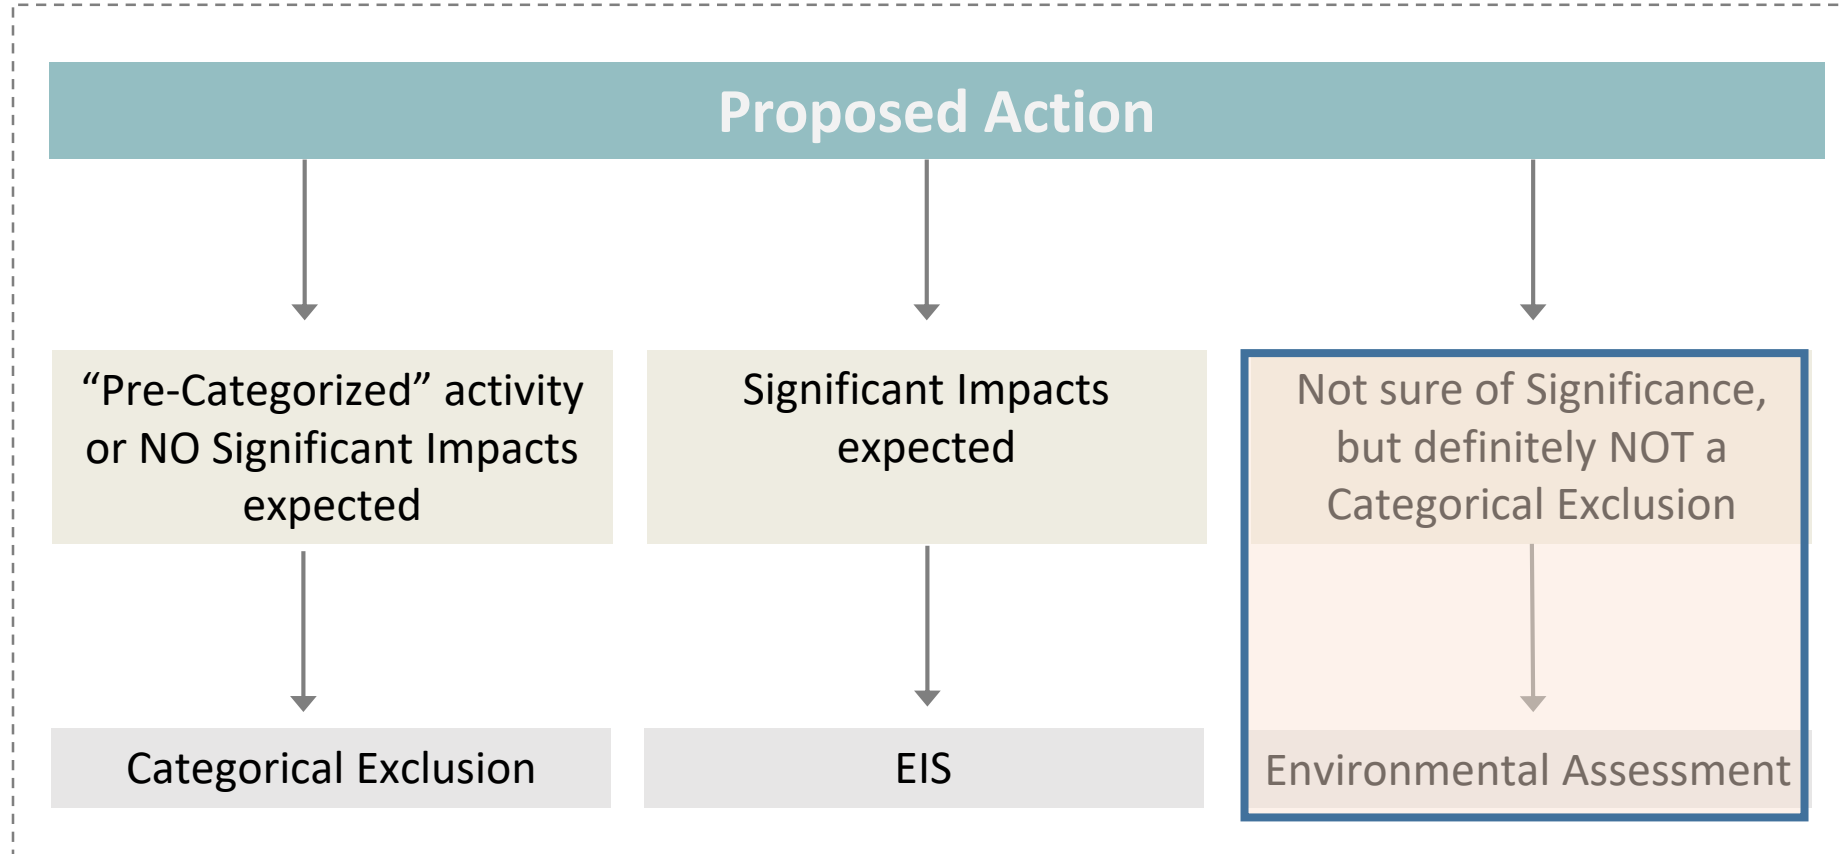 Proposed Action
“Pre-Categorized” activity
or NO Significant Impacts
expected
Significant Impacts
expected
Not sure of Significance,
but definitely NOT a
Categorical Exclusion
Categorical Exclusion
EIS
Environmental Assessment